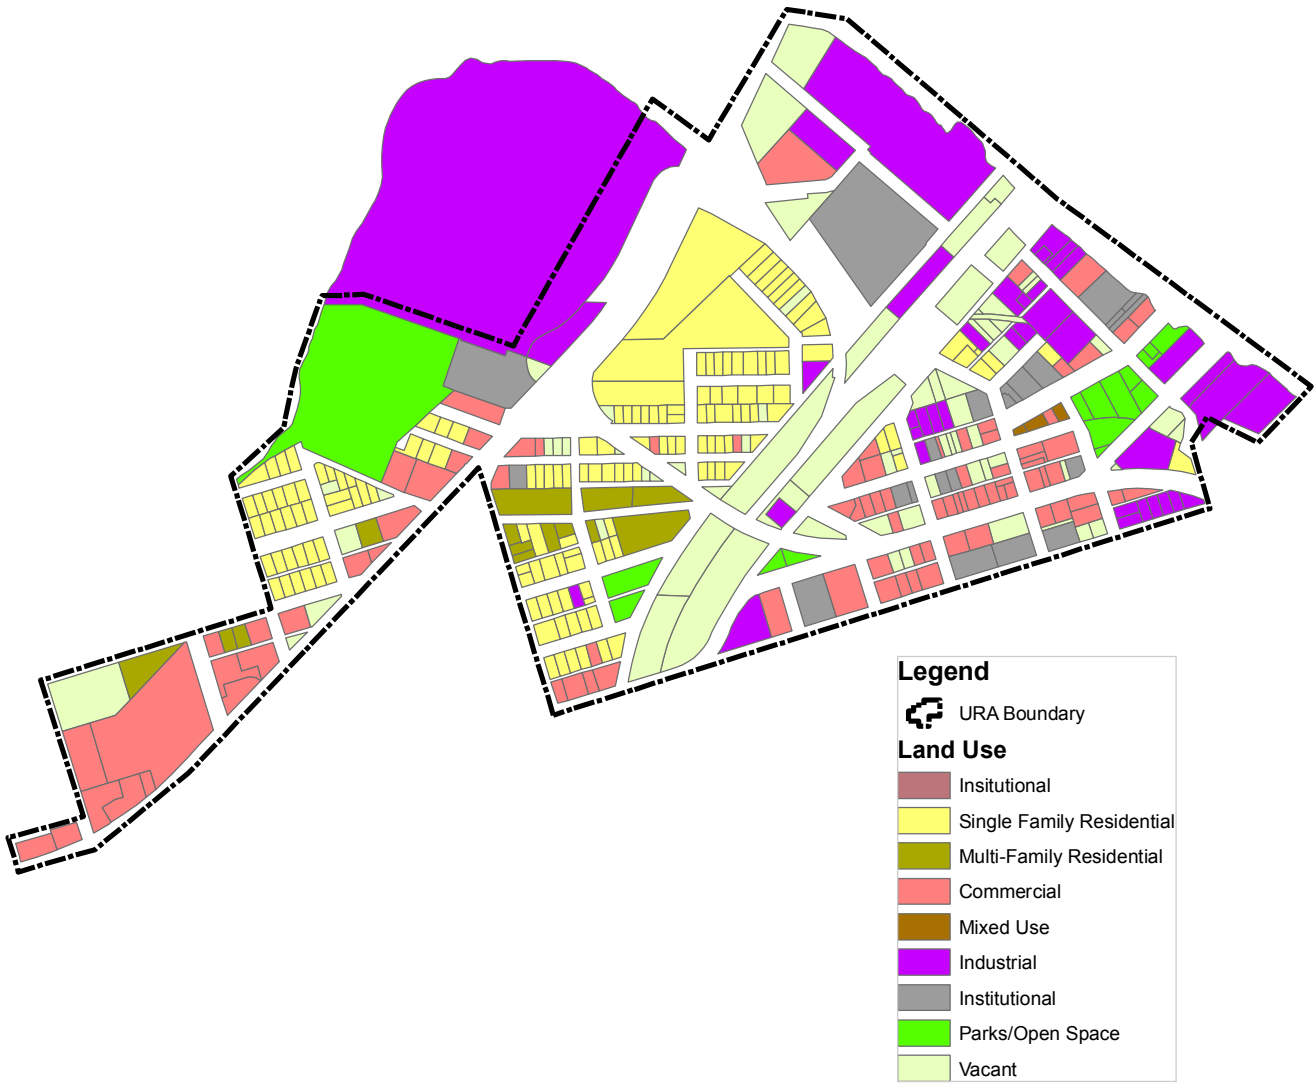 Legend
URA Boundary
Land Use
Insitutional
Single Family Residential
Multi-Family Residential
Commercial
Mixed Use
Industrial
Institutional
Parks/Open Space
Vacant